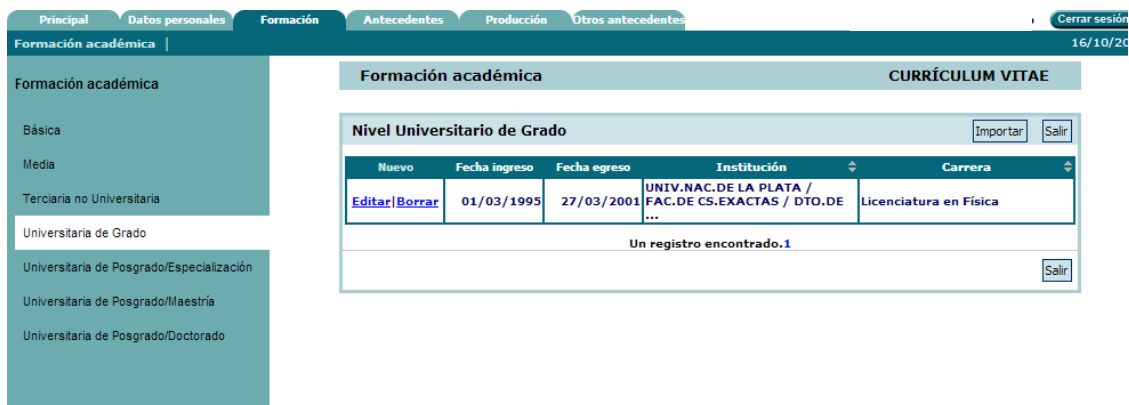 Principal Datos personales Formación Antecedentes Producción Otros antecedentes Cerrar sesión
Formación académica | 16/10/20
Formación académica
Básica
Media
Terciaria no Universitaria
Universitaria de Grado
Universitaria de Posgrado/Especialización
Universitaria de Posgrado/Maestría
Universitaria de Posgrado/Doctorado
Formación académica CURRÍCULUM VITAE
Nivel Universitario de Grado Importar Salir
Nuevo Fecha ingreso Fecha egreso Institución Carrera
Editar|Borrar 01/03/1995 27/03/2001 UNIV.NAC.DE LA PLATA / Licenciatura en Física
FAC.DE CS.EXACTAS / DTO.DE
...
Un registro encontrado.1
Salir